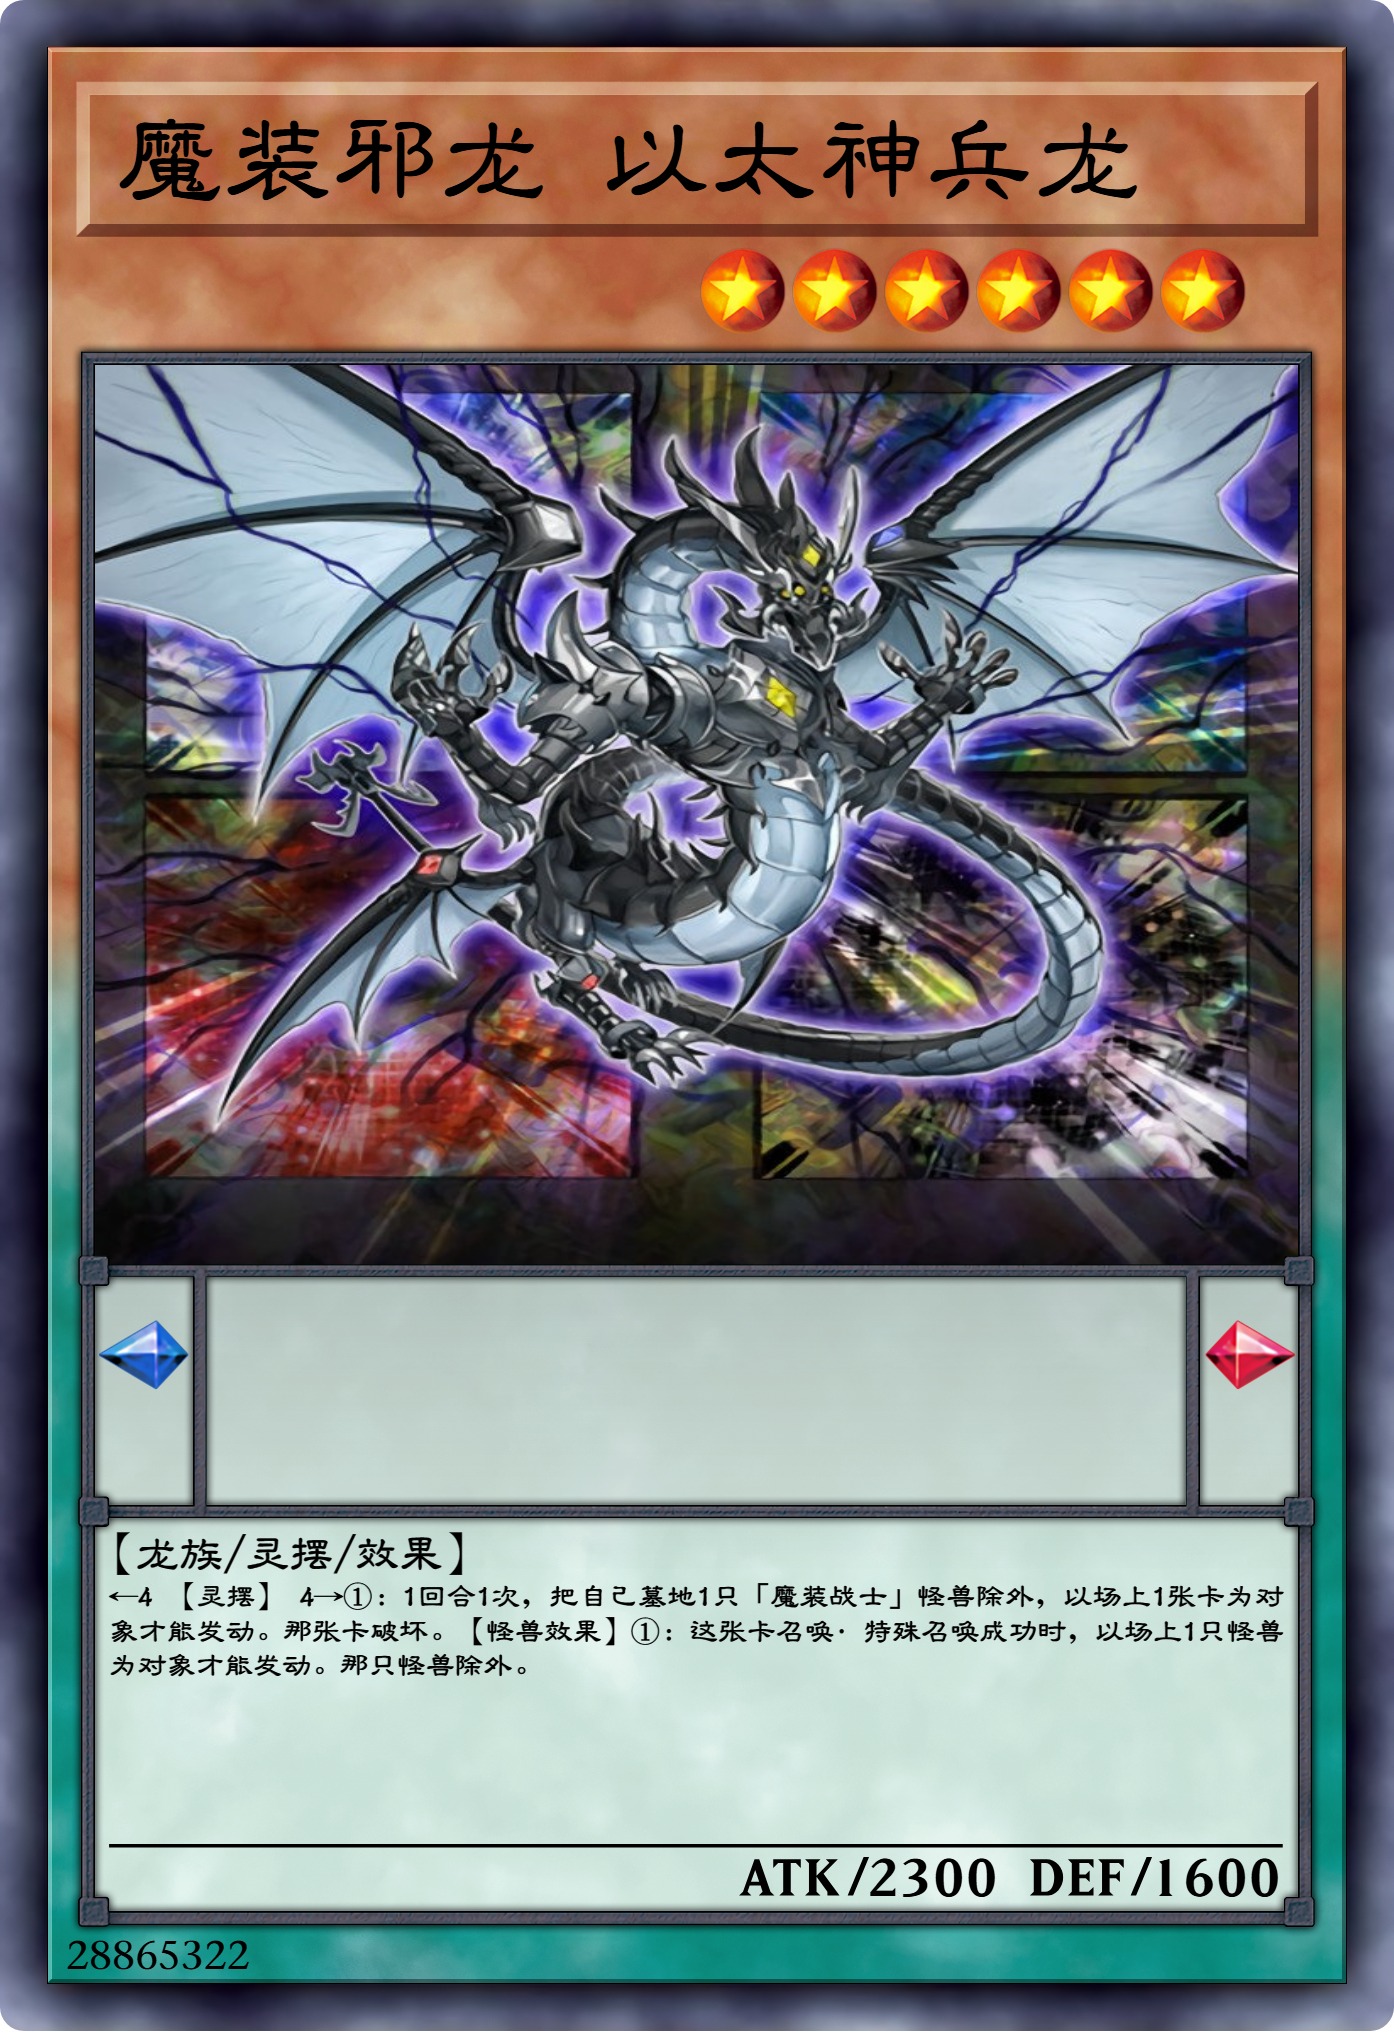 魔装邪龙 以太神兵龙
【龙族/灵摆/效果】
←4 【灵摆】 4→①：1回合1次，把自己墓地1只「魔装战士」怪兽除外，以场上1张卡为对
象才能发动。那张卡破坏。【怪兽效果】①：这张卡召唤·特殊召唤成功时，以场上1只怪兽
为对象才能发动。那只怪兽除外。
ATK/2300 DEF/1600
28865322